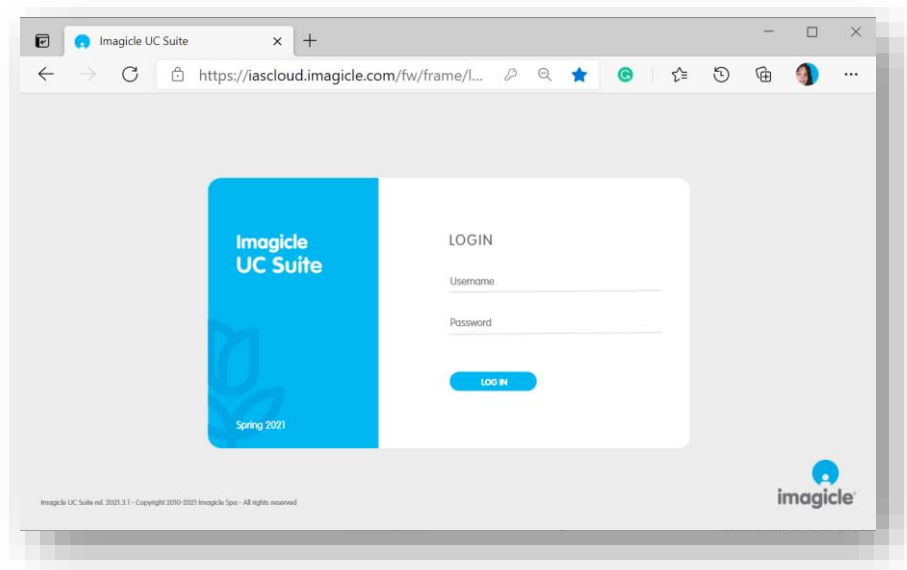 Imagicle UC Suite
https://iascloud.imagicle.com/fw/frame/l...
Imagicle
UC Suite
Spring 2021
LOGIN
Username
Password
LOG IN
Imagicle UC Suite rel. 2021.3.1 - Copyright 2010-2021 Imagicle Spa - All rights reserved
imagicle